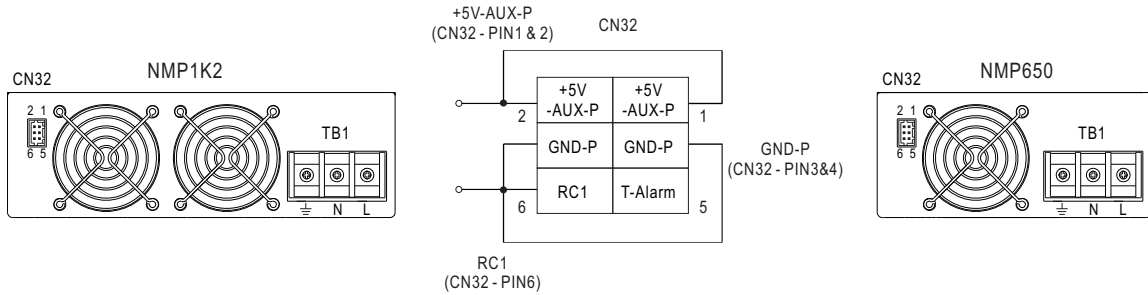 NMP1K2
CN32
2 1
6 5
TB1
N L
+5V-AUX-P
(CN32 - PIN1 & 2)
CN32
+5V
-AUX-P
+5V
-AUX-P
2
1
GND-P
GND-P
RC1
T-Alarm
6
5
GND-P
(CN32 - PIN3&4)
RC1
(CN32 - PIN6)
NMP650
CN32
2 1
6 5
TB1
N L